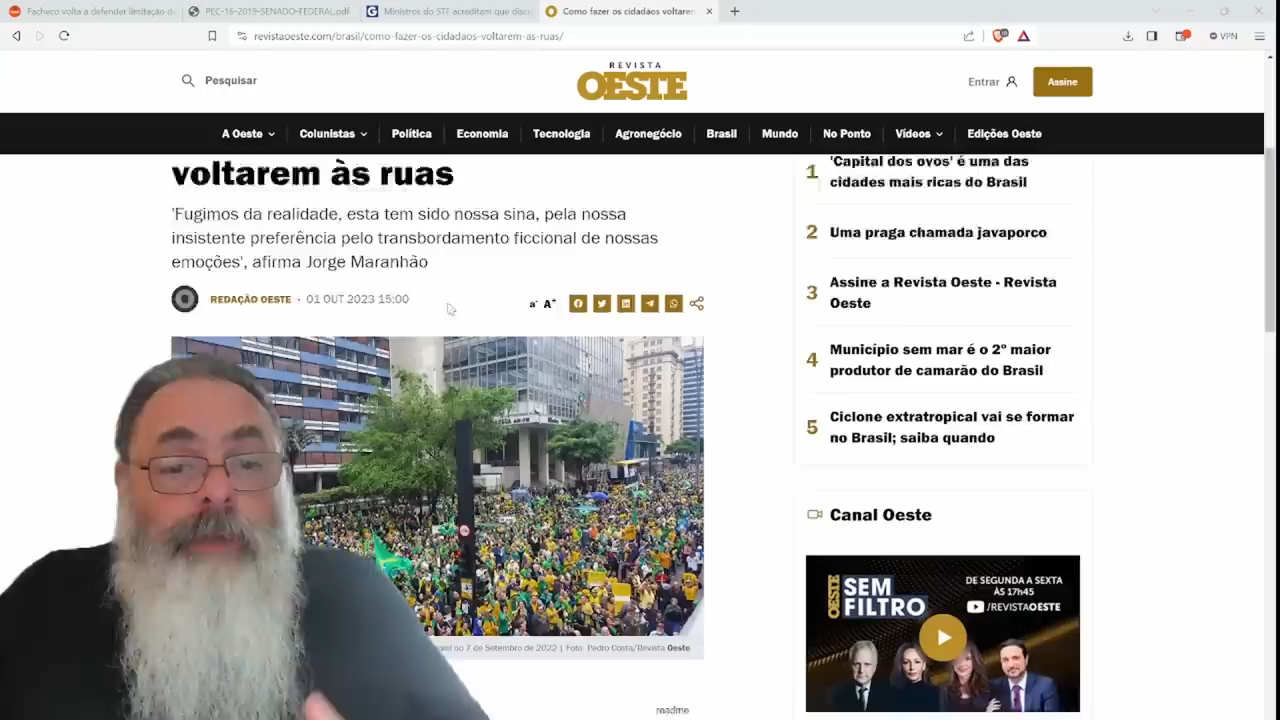 Pacheco volta a defender limitação d
PEC-16-2019-SENADO-FEDERAL.pdf
Ministros do STF acreditam que discu
Como fazer os cidadãos voltarem
revistaoeste.com/brasil/como-fazer-os-cidadaos-voltarem-as-ruas/
VPN
Pesquisar
REVISTA
OESTE
Entrar
Assine
A Oeste
Colunistas
Política
Economia
Tecnologia
Agronegócio
Brasil
Mundo
No Ponto
Vídeos
Edições Oeste
voltarem às ruas
'Fugimos da realidade, esta tem sido nossa sina, pela nossa
insistente preferência pelo transbordamento ficcional de nossas
emoções', afirma Jorge Maranhão
REDAÇÃO OESTE - 01 OUT 2023 15:00
a- A+
ao 7 de Setembro de 2022 | Foto: Pedro Costa/Revista Oeste
readme
1
'Capital dos ovos' é uma das
cidades mais ricas do Brasil
2
Uma praga chamada javaporco
3
Assine a Revista Oeste - Revista
Oeste
4
Município sem mar é o 2º maior
produtor de camarão do Brasil
5
Ciclone extratropical vai se formar
no Brasil; saiba quando
Canal Oeste
OESTE
SEM
FILTRO
DE SEGUNDA A SEXTA
ÀS 17h45
/REVISTAOESTE